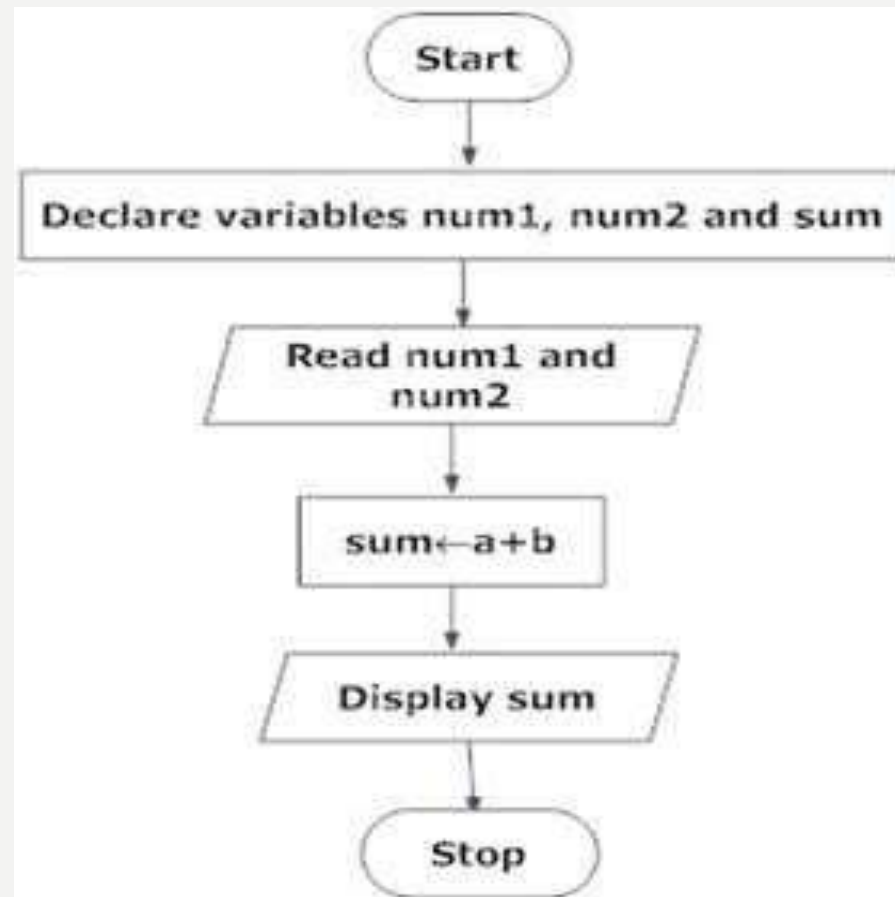 Start
Declare variables num1, num2 and sum
Read num1 and
num2
sum←a+b
Display sum
Stop